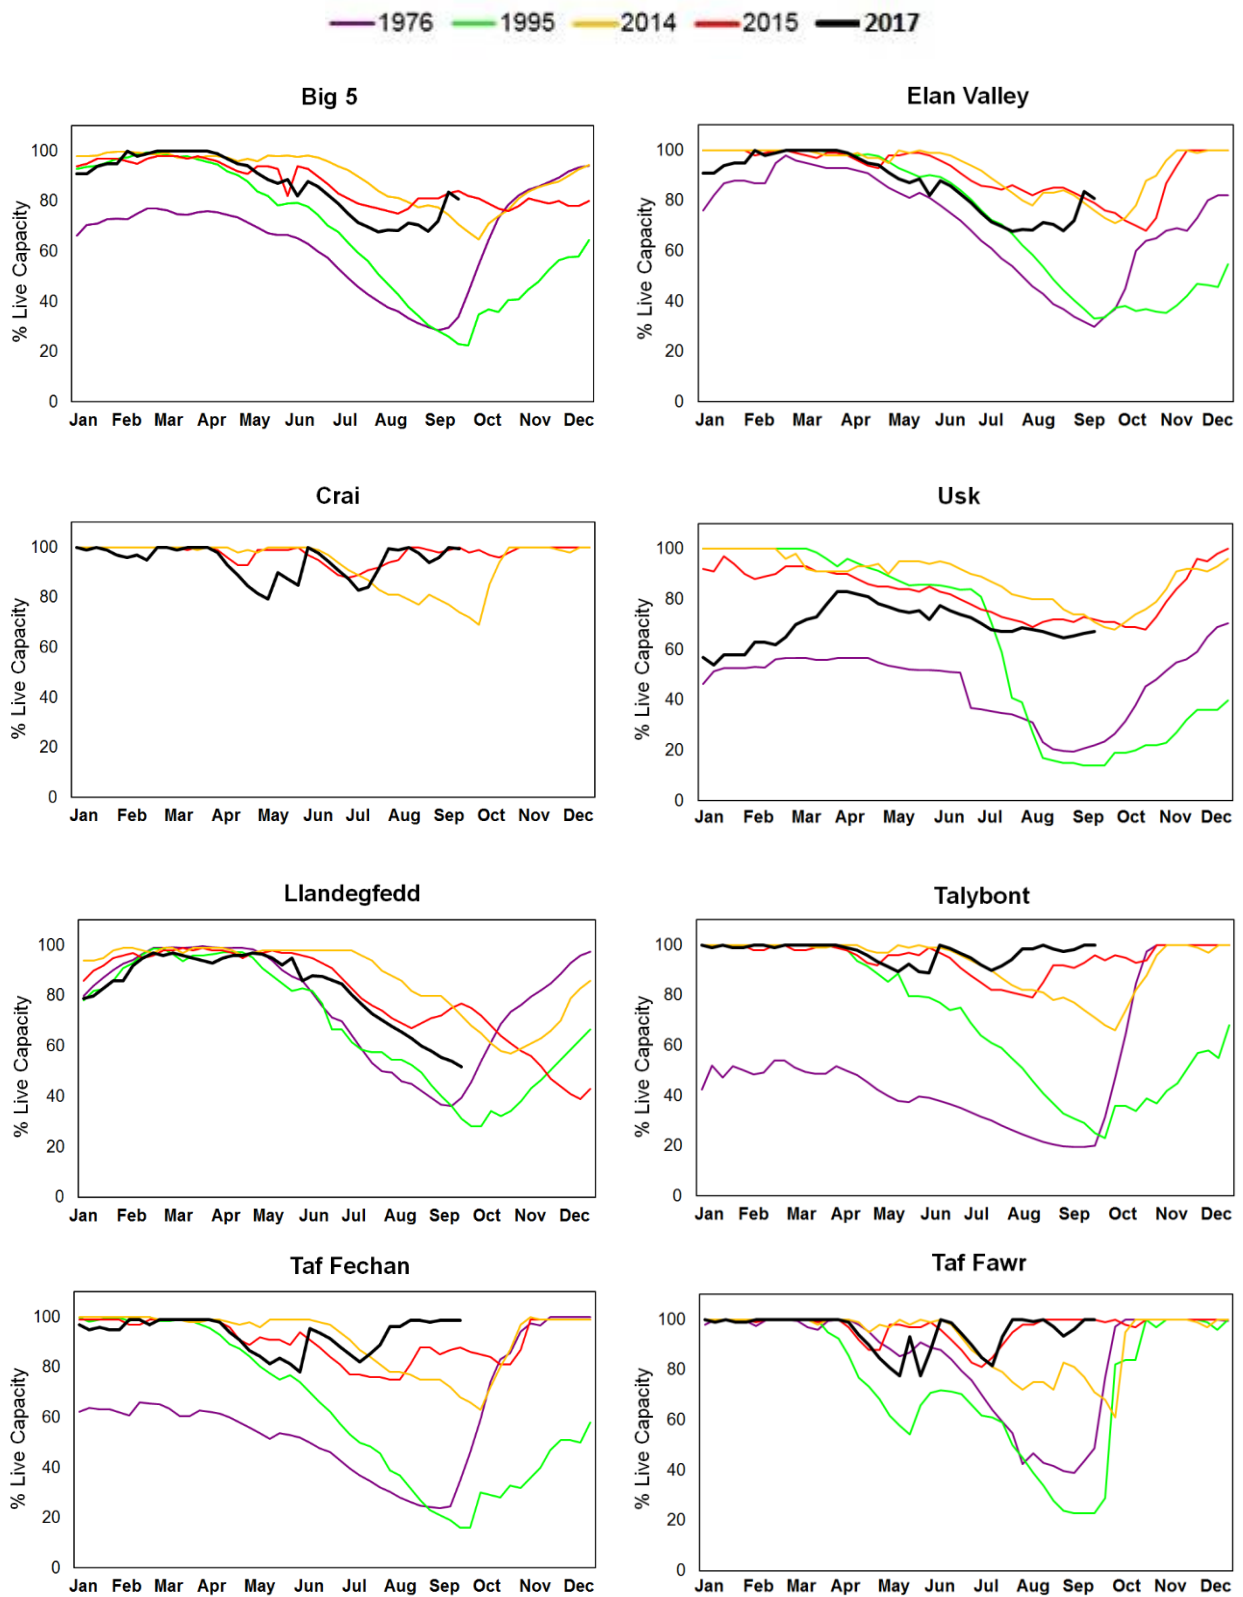 1976 1995 2014 2015 2017
Big 5
Elan Valley
% Live Capacity
100
80
60
40
20
0
Jan Feb Mar Apr May Jun Jul Aug Sep Oct Nov Dec
% Live Capacity
100
80
60
40
20
0
Jan Feb Mar Apr May Jun Jul Aug Sep Oct Nov Dec
Crai
Usk
% Live Capacity
100
80
60
40
20
0
Jan Feb Mar Apr May Jun Jul Aug Sep Oct Nov Dec
% Live Capacity
100
80
60
40
20
0
Jan Feb Mar Apr May Jun Jul Aug Sep Oct Nov Dec
Llandegfedd
Talybont
% Live Capacity
100
80
60
40
20
0
Jan Feb Mar Apr May Jun Jul Aug Sep Oct Nov Dec
% Live Capacity
100
80
60
40
20
0
Jan Feb Mar Apr May Jun Jul Aug Sep Oct Nov Dec
Taf Fechan
Taf Fawr
% Live Capacity
100
80
60
40
20
0
Jan Feb Mar Apr May Jun Jul Aug Sep Oct Nov Dec
% Live Capacity
100
80
60
40
20
0
Jan Feb Mar Apr May Jun Jul Aug Sep Oct Nov Dec